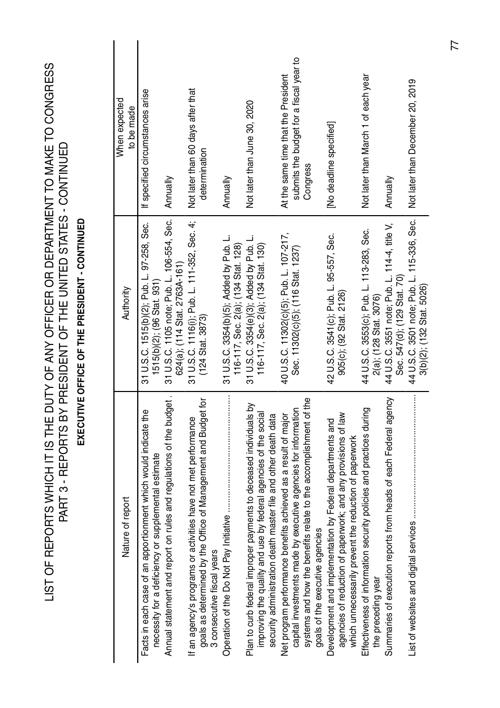 LIST OF REPORTS WHICH IT IS THE DUTY OF ANY OFFICER OR DEPARTMENT TO MAKE TO CONGRESS
PART 3 - REPORTS BY PRESIDENT OF THE UNITED STATES - CONTINUED
EXECUTIVE OFFICE OF THE PRESIDENT - CONTINUED
Nature of report
Authority
When expected
to be made
Facts in each case of an apportionment which would indicate the
necessity for a deficiency or supplemental estimate
31 U.S.C. 1515(b)(2); Pub. L. 97-258, Sec.
1515(b)(2); (96 Stat. 931)
If specified circumstances arise
Annual statement and report on rules and regulations of the budget .
31 U.S.C. 1105 note; Pub. L. 106-554, Sec.
624(a); (114 Stat. 2763A-161)
Annually
If an agency's programs or activities have not met performance
goals as determined by the Office of Management and Budget for
3 consecutive fiscal years
31 U.S.C. 1116(i); Pub. L. 111-352, Sec. 4;
(124 Stat. 3873)
Not later than 60 days after that
determination
Operation of the Do Not Pay Initiative ..........................................
31 U.S.C. 3354(b)(5); Added by Pub. L.
116-117, Sec. 2(a); (134 Stat. 128)
Annually
Plan to curb federal improper payments to deceased individuals by
improving the quality and use by federal agencies of the social
security administration death master file and other death data
31 U.S.C. 3354(e)(3); Added by Pub. L.
116-117, Sec. 2(a); (134 Stat. 130)
Not later than June 30, 2020
Net program performance benefits achieved as a result of major
capital investments made by executive agencies for information
systems and how the benefits relate to the accomplishment of the
goals of the executive agencies
40 U.S.C. 11302(c)(5); Pub. L. 107-217,
Sec. 11302(c)(5); (116 Stat. 1237)
At the same time that the President
submits the budget for a fiscal year to
Congress
Development and implementation by Federal departments and
agencies of reduction of paperwork; and any provisions of law
which unnecessarily prevent the reduction of paperwork
42 U.S.C. 3541(c); Pub. L. 95-557, Sec.
905(c); (92 Stat. 2126)
[No deadline specified]
Effectiveness of information security policies and practices during
the preceding year
44 U.S.C. 3553(c); Pub. L. 113-283, Sec.
2(a); (128 Stat. 3076)
Not later than March 1 of each year
Summaries of execution reports from heads of each Federal agency
44 U.S.C. 3551 note; Pub. L. 114-4, title V,
Sec. 547(d); (129 Stat. 70)
Annually
List of websites and digital services ..........................................
44 U.S.C. 3501 note; Pub. L. 115-336, Sec.
3(b)(2); (132 Stat. 5026)
Not later than December 20, 2019
77